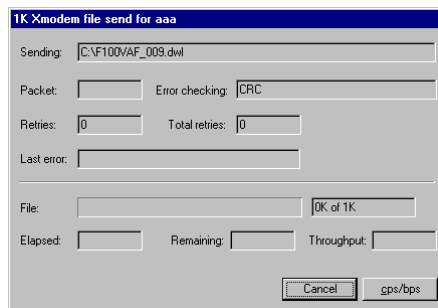 1K Xmodem file send for aaa
Sending: C:\F100VAF_009.dwl
Packet: Error checking: CRC
Retries: 0 Total retries: 0
Last error:
File: 0K of 1K
Elapsed: Remaining: Throughput:
Cancel cps/bps